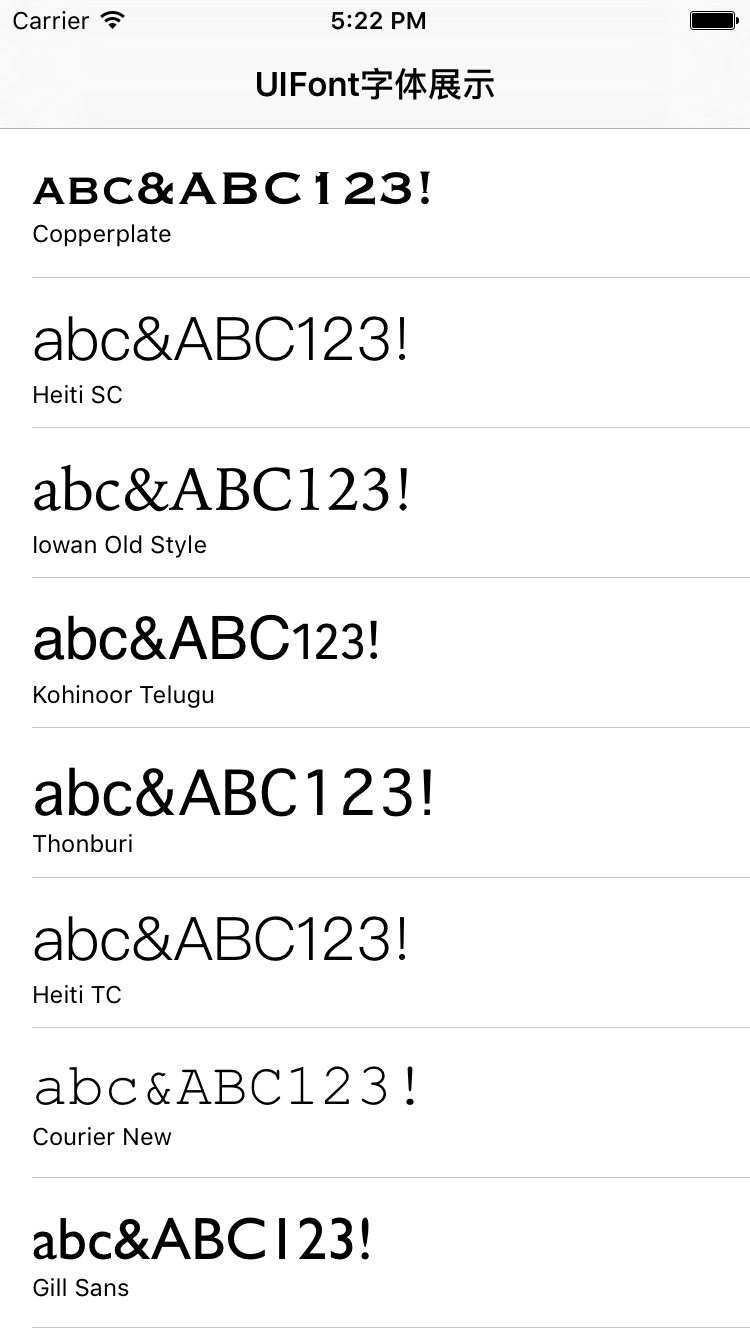 Carrier 5:22 PM
UIFont字体展示
abc&ABC123!
Copperplate
abc&ABC123!
Heiti SC
abc&ABC123!
Iowan Old Style
abc&ABC123!
Kohinoor Telugu
abc&ABC123!
Thonburi
abc&ABC123!
Heiti TC
abc&ABC123!
Courier New
abc&ABC123!
Gill Sans